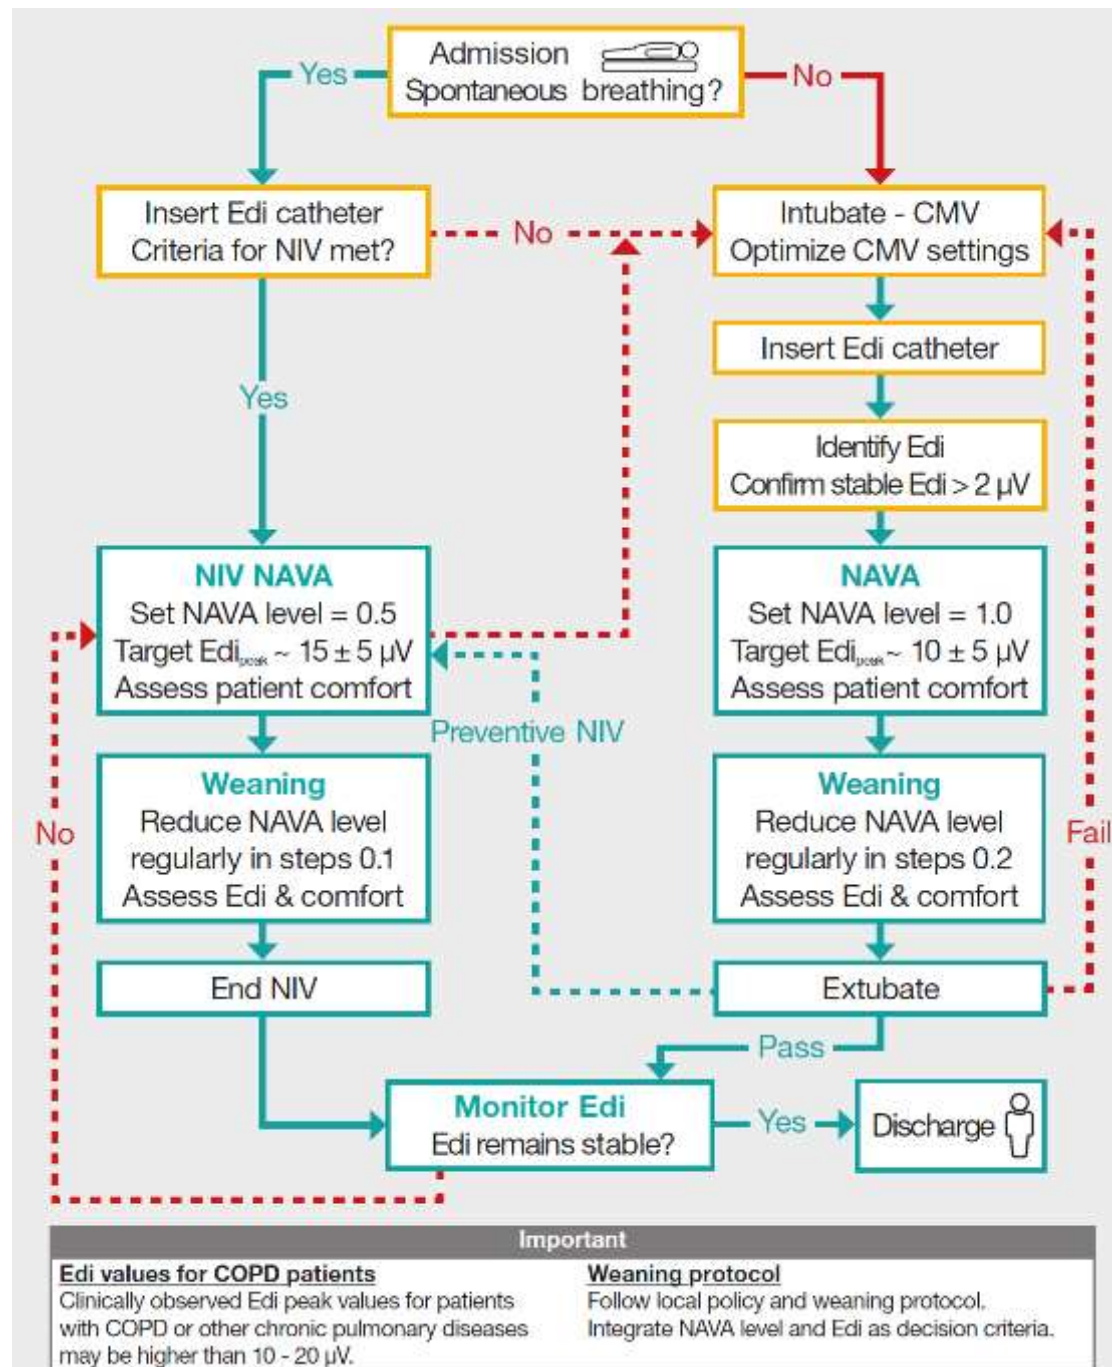 Admission
Spontaneous breathing?
Yes
No
Insert Edi catheter
Criteria for NIV met?
No
Intubate - CMV
Optimize CMV settings
Insert Edi catheter
Yes
Identify Edi
Confirm stable Edi > 2 µV
NIV NAVA
Set NAVA level = 0.5
Target Edipeak ~ 15 ± 5 µV
Assess patient comfort
NAVA
Set NAVA level = 1.0
Target Edipeak ~ 10 ± 5 µV
Assess patient comfort
Preventive NIV
Weaning
Reduce NAVA level
regularly in steps 0.1
Assess Edi & comfort
Weaning
Reduce NAVA level
regularly in steps 0.2
Assess Edi & comfort
No
Fail
End NIV
Extubate
Pass
Monitor Edi
Edi remains stable?
Yes
Discharge
Important
Edi values for COPD patients
Clinically observed Edi peak values for patients
with COPD or other chronic pulmonary diseases
may be higher than 10 - 20 µV.
Weaning protocol
Follow local policy and weaning protocol.
Integrate NAVA level and Edi as decision criteria.